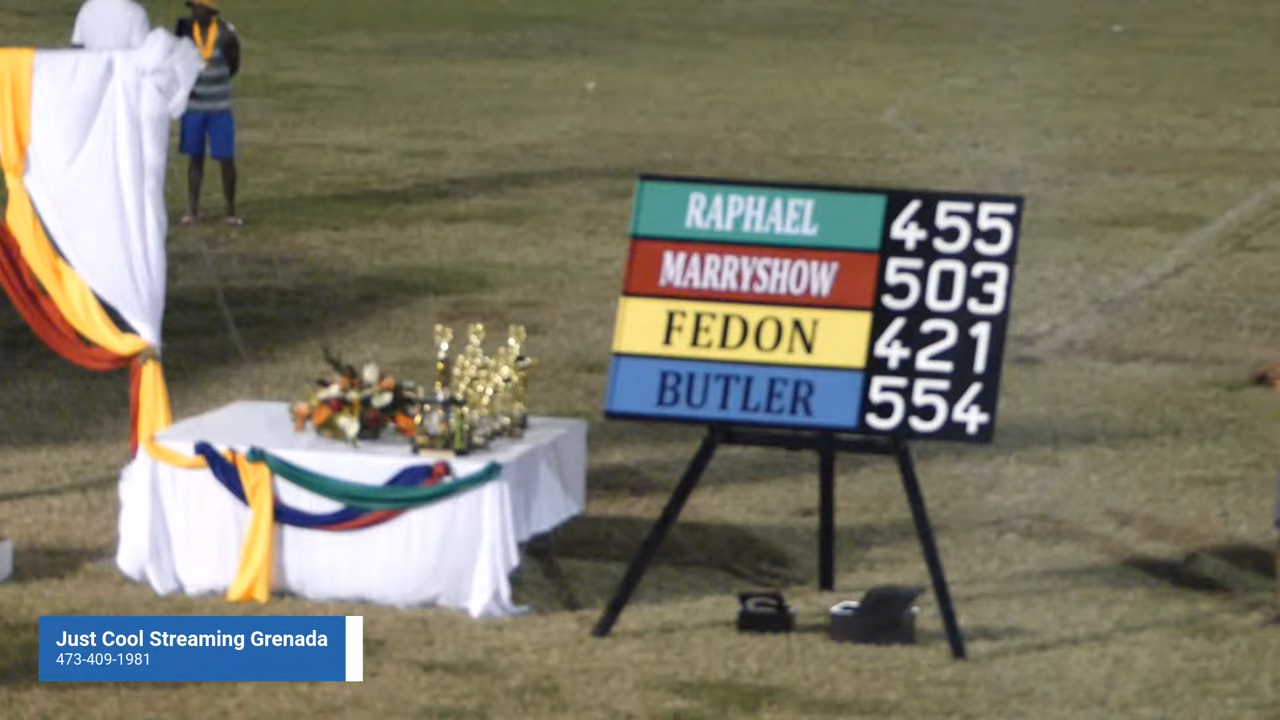 RAPHAEL 455
MARRYSHOW 503
FEDON 421
BUTLER 554
Just Cool Streaming Grenada
473-409-1981